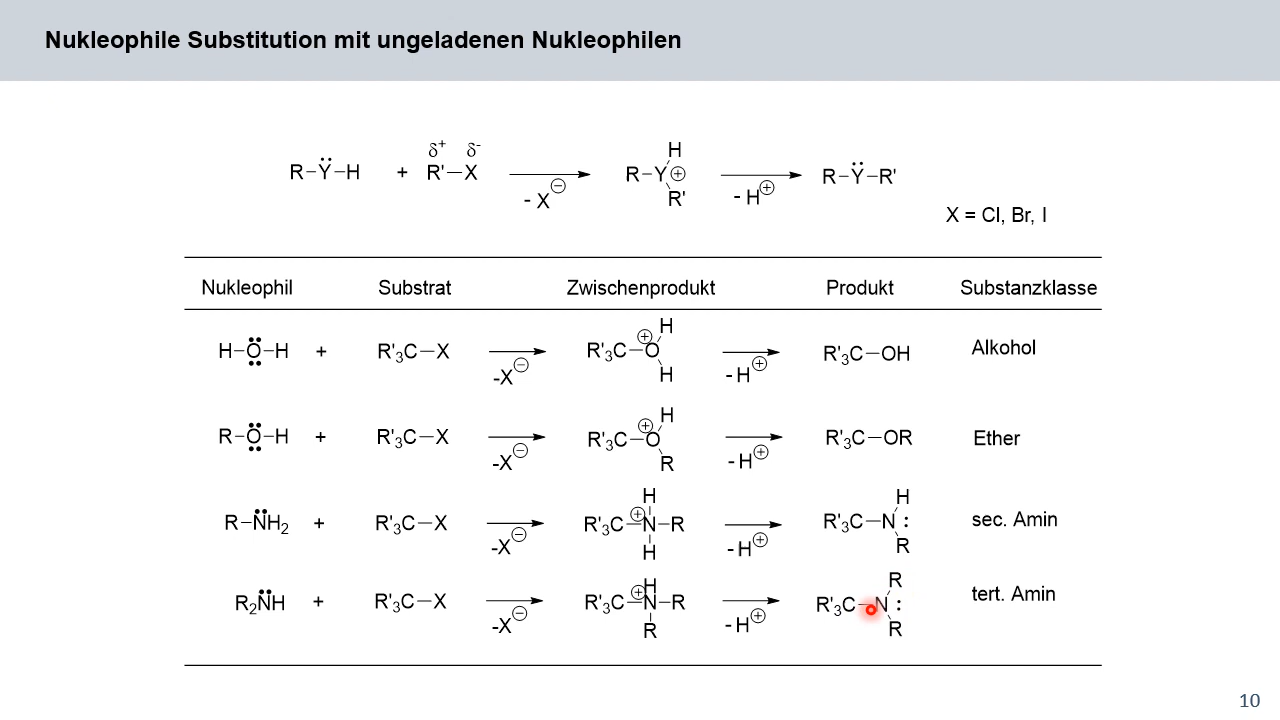 Nukleophile Substitution mit ungeladenen Nukleophilen
R–Ÿ–H + δ⁺ δ⁻ R'–X - X⊖ H R–Y⊕ R' - H⊕ R–Ÿ–R'
X = Cl, Br, I
Nukleophil Substrat Zwischenprodukt Produkt Substanzklasse
H–O–H + R'₃C–X -X⊖ R'₃C–O⊕ H H - H⊕ R'₃C–OH Alkohol
R–O–H + R'₃C–X -X⊖ R'₃C–O⊕ H R - H⊕ R'₃C–OR Ether
R–NH₂ + R'₃C–X -X⊖ R'₃C–N⊕–R H H - H⊕ R'₃C–N: H R sec. Amin
R₂NH + R'₃C–X -X⊖ R'₃C–N⊕–R H R - H⊕ R'₃C–N: R R tert. Amin
10